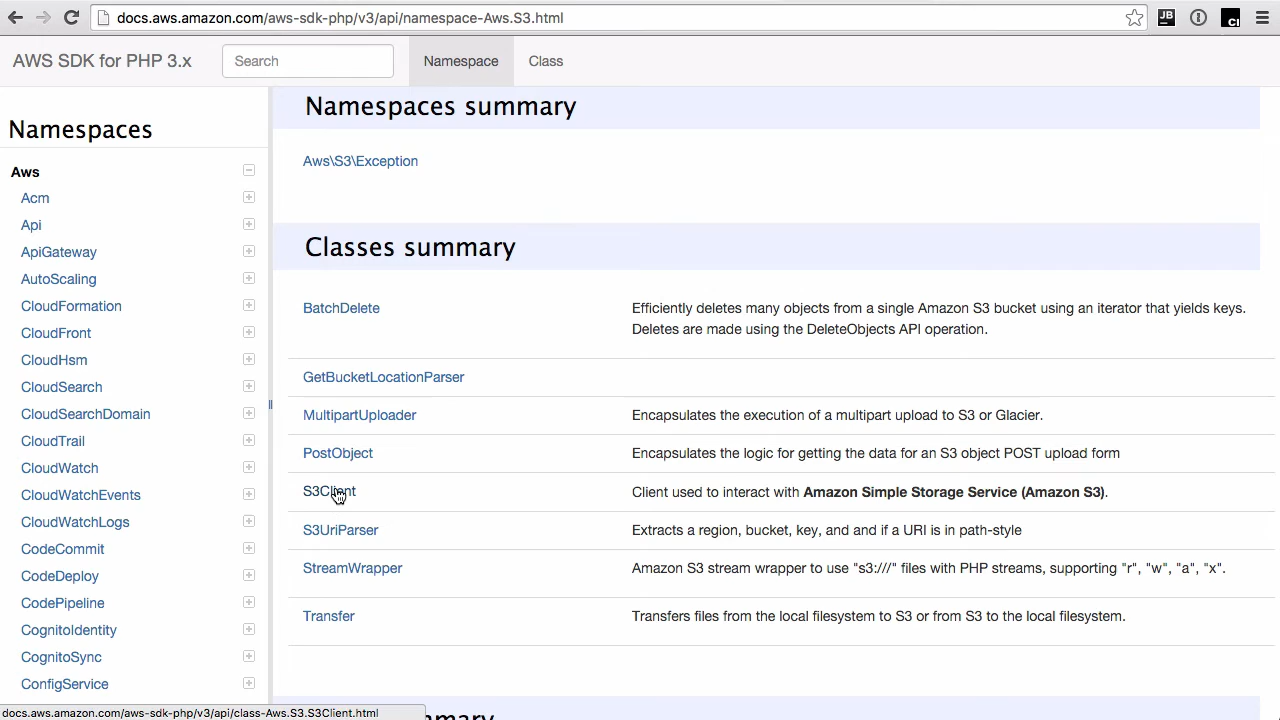 docs.aws.amazon.com/aws-sdk-php/v3/api/namespace-Aws.S3.html
JB
CI
AWS SDK for PHP 3.x
Search
Namespace
Class
Namespaces
Aws
Acm
Api
ApiGateway
AutoScaling
CloudFormation
CloudFront
CloudHsm
CloudSearch
CloudSearchDomain
CloudTrail
CloudWatch
CloudWatchEvents
CloudWatchLogs
CodeCommit
CodeDeploy
CodePipeline
CognitoIdentity
CognitoSync
ConfigService
Namespaces summary
Aws\S3\Exception
Classes summary
BatchDelete
Efficiently deletes many objects from a single Amazon S3 bucket using an iterator that yields keys.
Deletes are made using the DeleteObjects API operation.
GetBucketLocationParser
MultipartUploader
Encapsulates the execution of a multipart upload to S3 or Glacier.
PostObject
Encapsulates the logic for getting the data for an S3 object POST upload form
S3Client
Client used to interact with Amazon Simple Storage Service (Amazon S3).
S3UriParser
Extracts a region, bucket, key, and and if a URI is in path-style
StreamWrapper
Amazon S3 stream wrapper to use "s3:///" files with PHP streams, supporting "r", "w", "a", "x".
Transfer
Transfers files from the local filesystem to S3 or from S3 to the local filesystem.
docs.aws.amazon.com/aws-sdk-php/v3/api/class-Aws.S3.S3Client.html